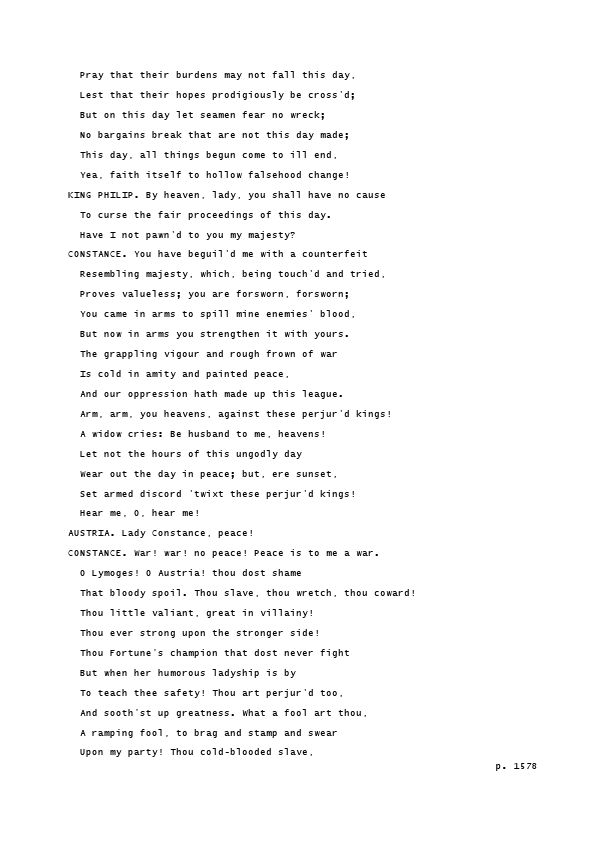 Pray that their burdens may not fall this day,
Lest that their hopes prodigiously be cross'd;
But on this day let seamen fear no wreck;
No bargains break that are not this day made;
This day, all things begun come to ill end,
Yea, faith itself to hollow falsehood change!
KING PHILIP. By heaven, lady, you shall have no cause
To curse the fair proceedings of this day.
Have I not pawn'd to you my majesty?
CONSTANCE. You have beguil'd me with a counterfeit
Resembling majesty, which, being touch'd and tried,
Proves valueless; you are forsworn, forsworn;
You came in arms to spill mine enemies' blood,
But now in arms you strengthen it with yours.
The grappling vigour and rough frown of war
Is cold in amity and painted peace,
And our oppression hath made up this league.
Arm, arm, you heavens, against these perjur'd kings!
A widow cries: Be husband to me, heavens!
Let not the hours of this ungodly day
Wear out the day in peace; but, ere sunset,
Set armed discord 'twixt these perjur'd kings!
Hear me, O, hear me!
AUSTRIA. Lady Constance, peace!
CONSTANCE. War! war! no peace! Peace is to me a war.
O Lymoges! O Austria! thou dost shame
That bloody spoil. Thou slave, thou wretch, thou coward!
Thou little valiant, great in villainy!
Thou ever strong upon the stronger side!
Thou Fortune's champion that dost never fight
But when her humorous ladyship is by
To teach thee safety! Thou art perjur'd too,
And sooth'st up greatness. What a fool art thou,
A ramping fool, to brag and stamp and swear
Upon my party! Thou cold-blooded slave,
p. 1578